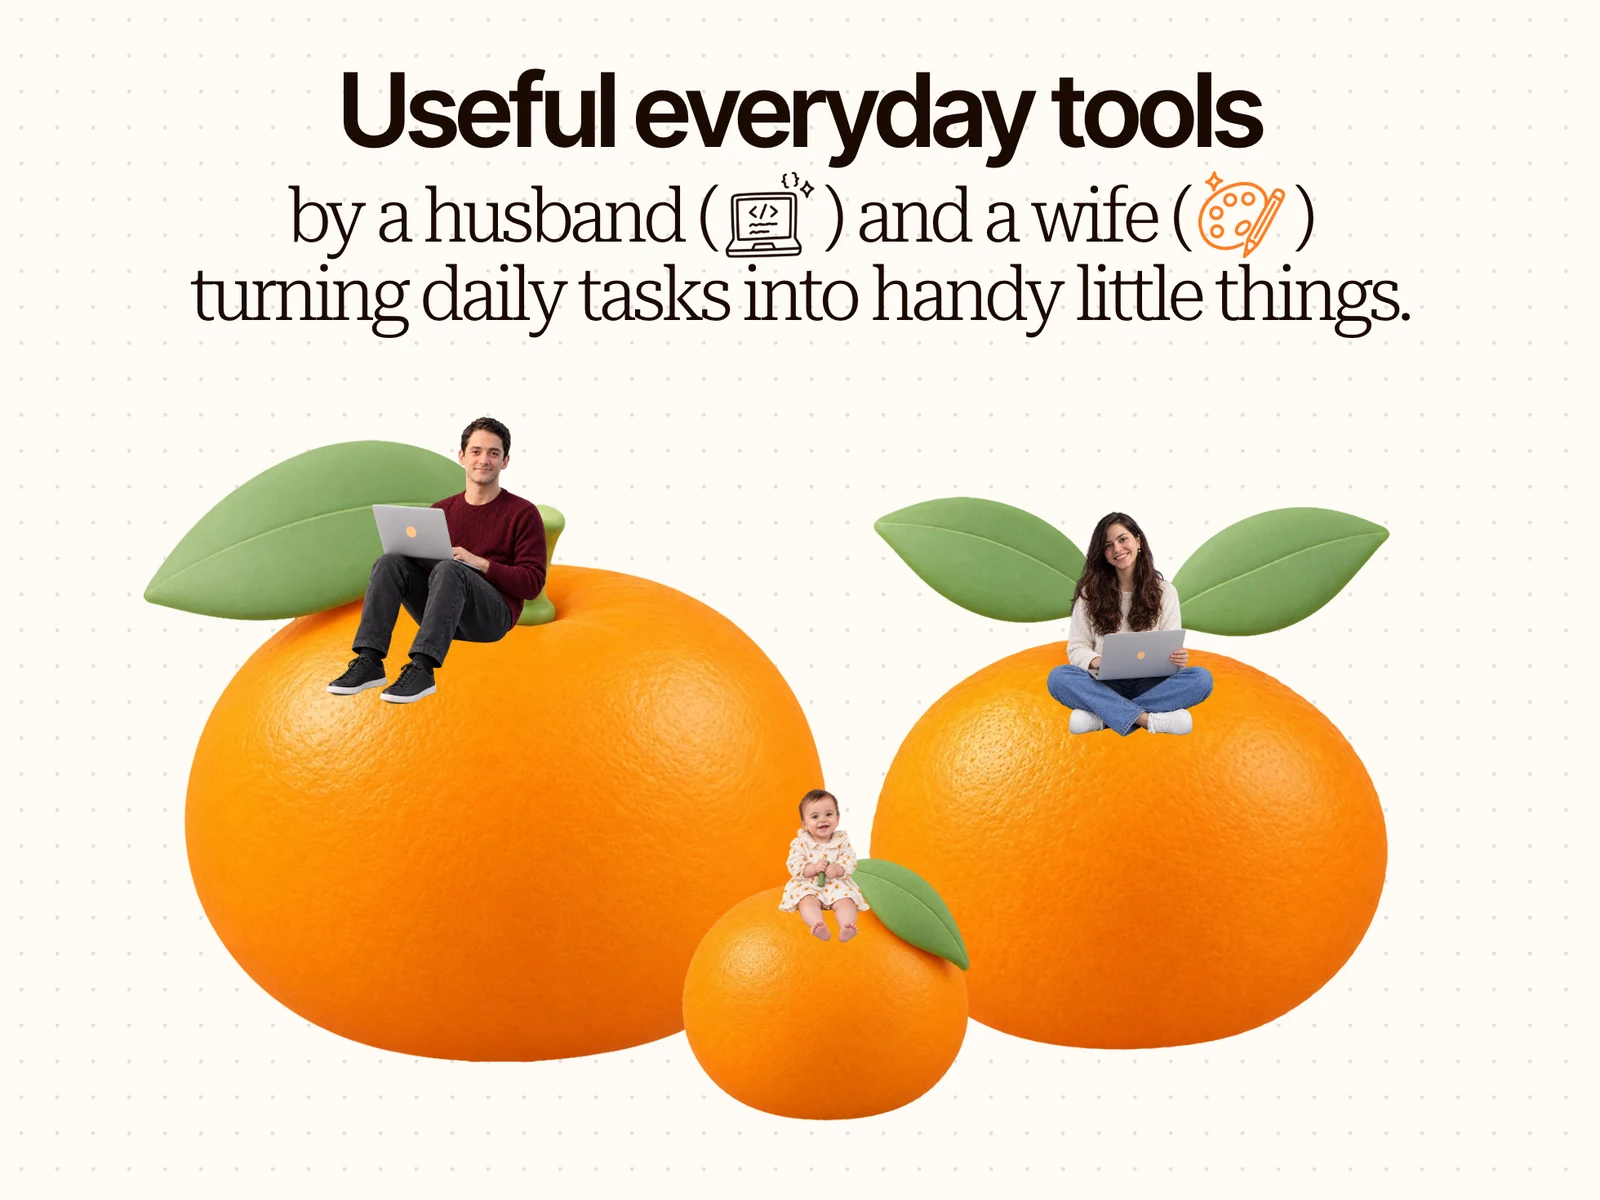 Useful everyday tools
by a husband ( ) and a wife ( )
turning daily tasks into handy little things.